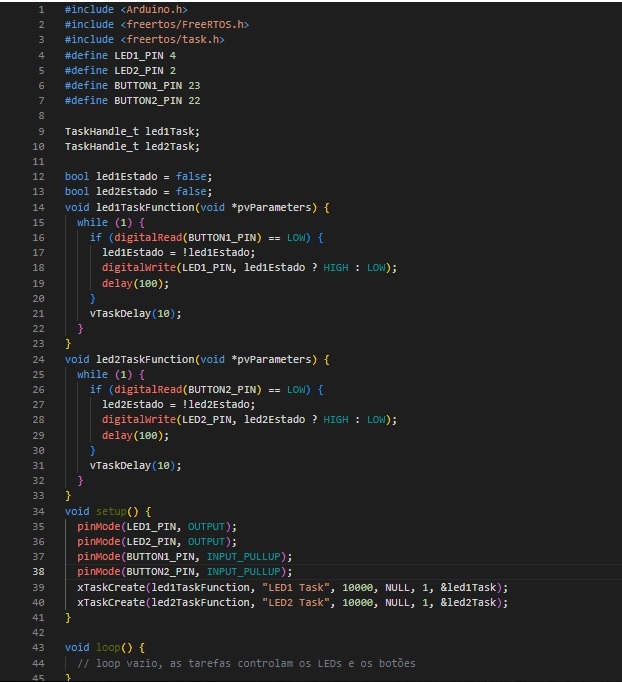 1 #include <Arduino.h>
2 #include <freertos/FreeRTOS.h>
3 #include <freertos/task.h>
4 #define LED1_PIN 4
5 #define LED2_PIN 2
6 #define BUTTON1_PIN 23
7 #define BUTTON2_PIN 22
8
9 TaskHandle_t led1Task;
10 TaskHandle_t led2Task;
11
12 bool led1Estado = false;
13 bool led2Estado = false;
14 void led1TaskFunction(void *pvParameters) {
15   while (1) {
16     if (digitalRead(BUTTON1_PIN) == LOW) {
17       led1Estado = !led1Estado;
18       digitalWrite(LED1_PIN, led1Estado ? HIGH : LOW);
19       delay(100);
20     }
21     vTaskDelay(10);
22   }
23 }
24 void led2TaskFunction(void *pvParameters) {
25   while (1) {
26     if (digitalRead(BUTTON2_PIN) == LOW) {
27       led2Estado = !led2Estado;
28       digitalWrite(LED2_PIN, led2Estado ? HIGH : LOW);
29       delay(100);
30     }
31     vTaskDelay(10);
32   }
33 }
34 void setup() {
35   pinMode(LED1_PIN, OUTPUT);
36   pinMode(LED2_PIN, OUTPUT);
37   pinMode(BUTTON1_PIN, INPUT_PULLUP);
38   pinMode(BUTTON2_PIN, INPUT_PULLUP);
39   xTaskCreate(led1TaskFunction, "LED1 Task", 10000, NULL, 1, &led1Task);
40   xTaskCreate(led2TaskFunction, "LED2 Task", 10000, NULL, 1, &led2Task);
41 }
42
43 void loop() {
44   // loop vazio, as tarefas controlam os LEDs e os botões
45 }